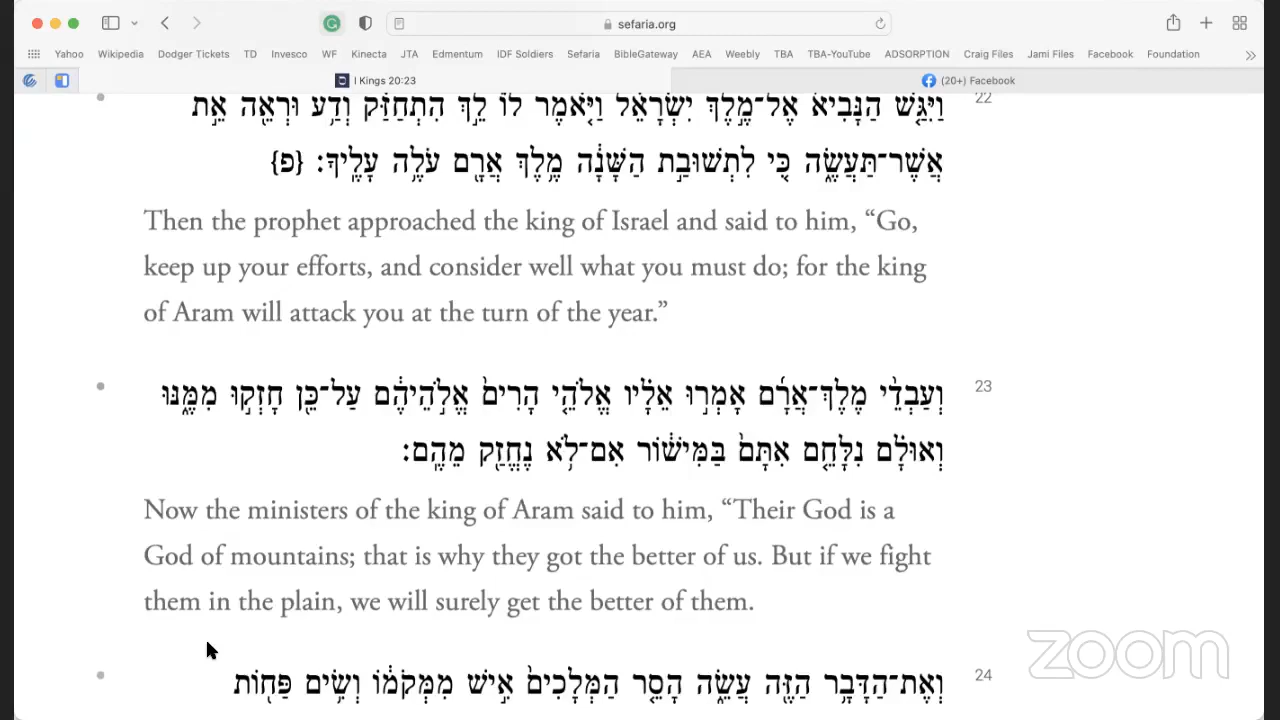 sefaria.org
Yahoo Wikipedia Dodger Tickets TD Invesco WF Kinecta JTA Edmentum IDF Soldiers Sefaria BibleGateway AEA Weebly TBA TBA-YouTube ADSORPTION Craig Files Jami Files Facebook Foundation
I Kings 20:23
(20+) Facebook
22
וַיִּגַּ֤שׁ הַנָּבִיא֙ אֶל־מֶ֣לֶךְ יִשְׂרָאֵ֔ל וַיֹּ֤אמֶר לוֹ֙ לֵ֣ךְ הִתְחַזַּ֔ק וְדַ֥ע וּרְאֵ֖ה אֵ֣ת
אֲשֶׁר־תַּעֲשֶׂ֑ה כִּ֚י לִתְשׁוּבַ֣ת הַשָּׁנָ֔ה מֶ֥לֶךְ אֲרָ֖ם עֹלֶ֥ה עָלֶֽיךָ׃ {פ}
Then the prophet approached the king of Israel and said to him, “Go,
keep up your efforts, and consider well what you must do; for the king
of Aram will attack you at the turn of the year.”
23
וְעַבְדֵ֨י מֶֽלֶךְ־אֲרָ֜ם אָמְר֣וּ אֵלָ֗יו אֱלֹהֵ֤י הָרִים֙ אֱלֹ֣הֵיהֶ֔ם עַל־כֵּ֖ן חָזְק֣וּ מִמֶּ֑נּוּ
וְאוּלָ֗ם נִלָּחֵ֤ם אִתָּם֙ בַּמִּישׁ֔וֹר אִם־לֹ֥א נֶחֱזַ֖ק מֵהֶֽם׃
Now the ministers of the king of Aram said to him, “Their God is a
God of mountains; that is why they got the better of us. But if we fight
them in the plain, we will surely get the better of them.
24
וְאֶת־הַדָּבָ֥ר הַזֶּ֖ה עֲשֵׂ֑ה הָסֵ֤ר הַמְּלָכִים֙ אִ֣ישׁ מִמְּקֹמ֔וֹ וְשִׂ֥ים פַּח֖וֹת
zoom